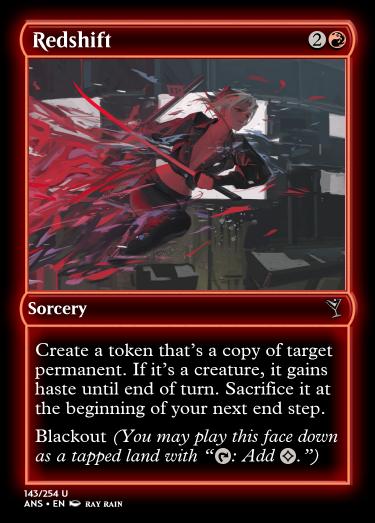 Redshift 2
Sorcery
Create a token that's a copy of target
permanent. If it's a creature, it gains
haste until end of turn. Sacrifice it at
the beginning of your next end step.
Blackout (You may play this face down
as a tapped land with “: Add .”)
143/254 U
ANS • EN RAY RAIN